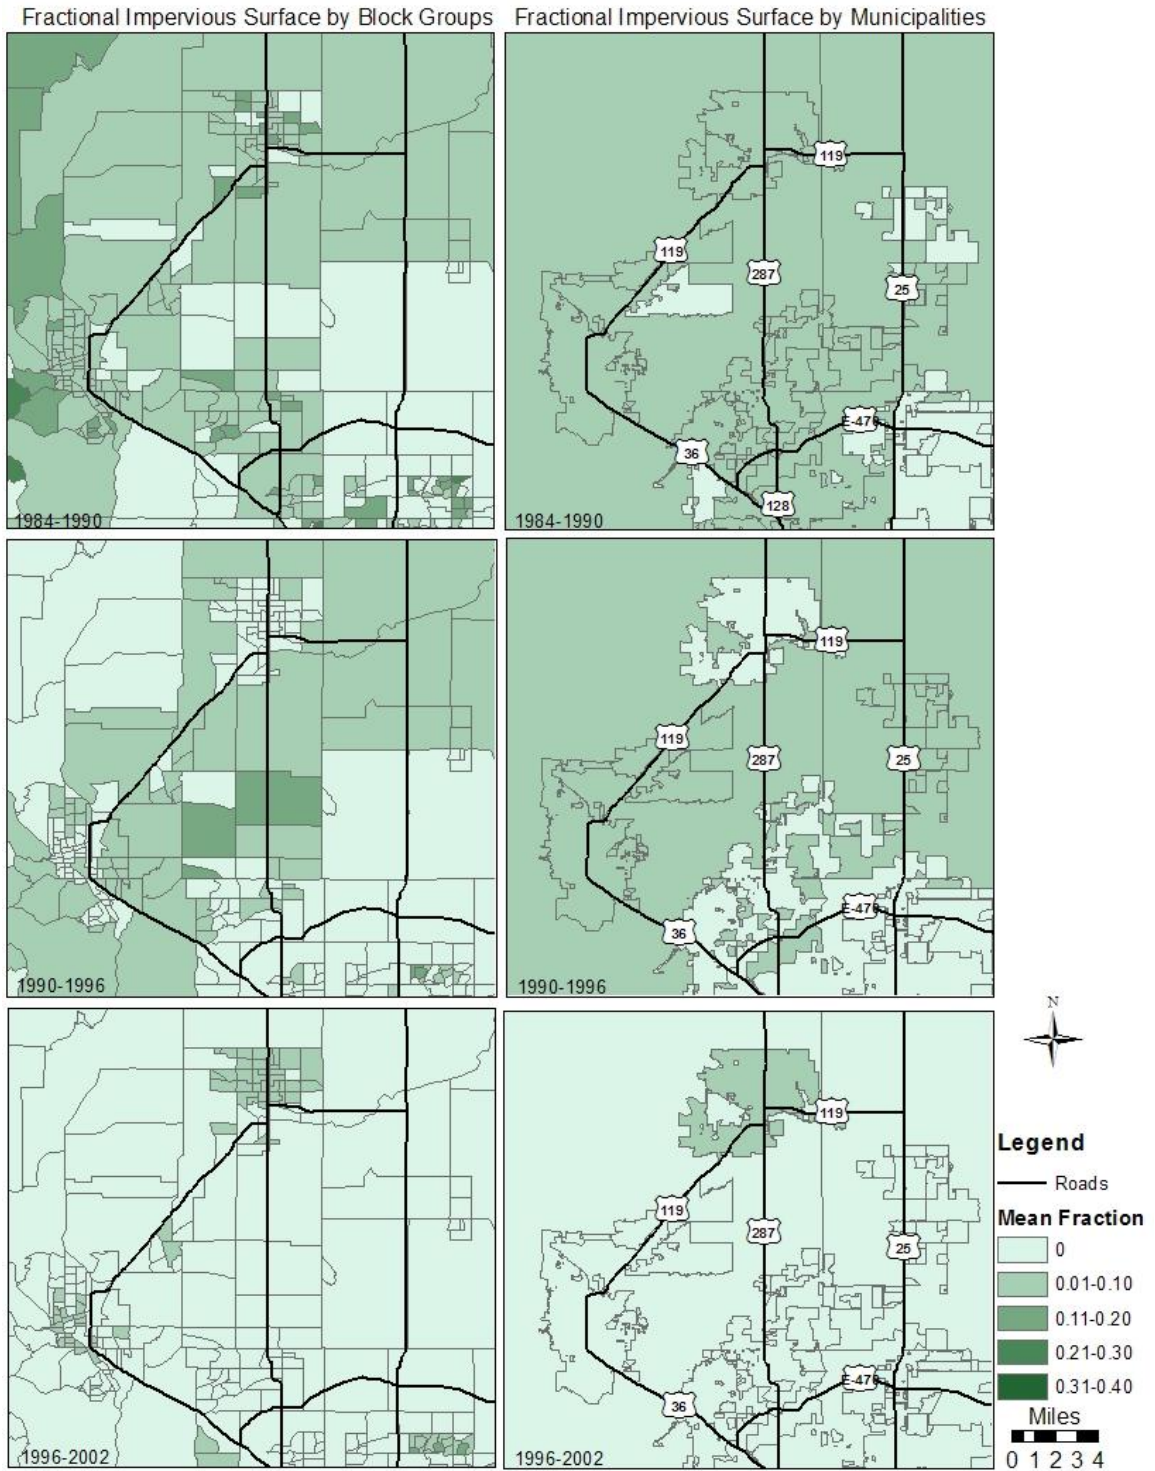 Fractional Impervious Surface by Block Groups
Fractional Impervious Surface by Municipalities
1984-1990
119
119
287
25
E-470
36
128
1984-1990
1990-1996
119
119
287
25
E-470
36
1990-1996
1996-2002
119
119
287
25
E-470
36
1996-2002
N
Legend
Roads
Mean Fraction
0
0.01-0.10
0.11-0.20
0.21-0.30
0.31-0.40
Miles
0 1 2 3 4